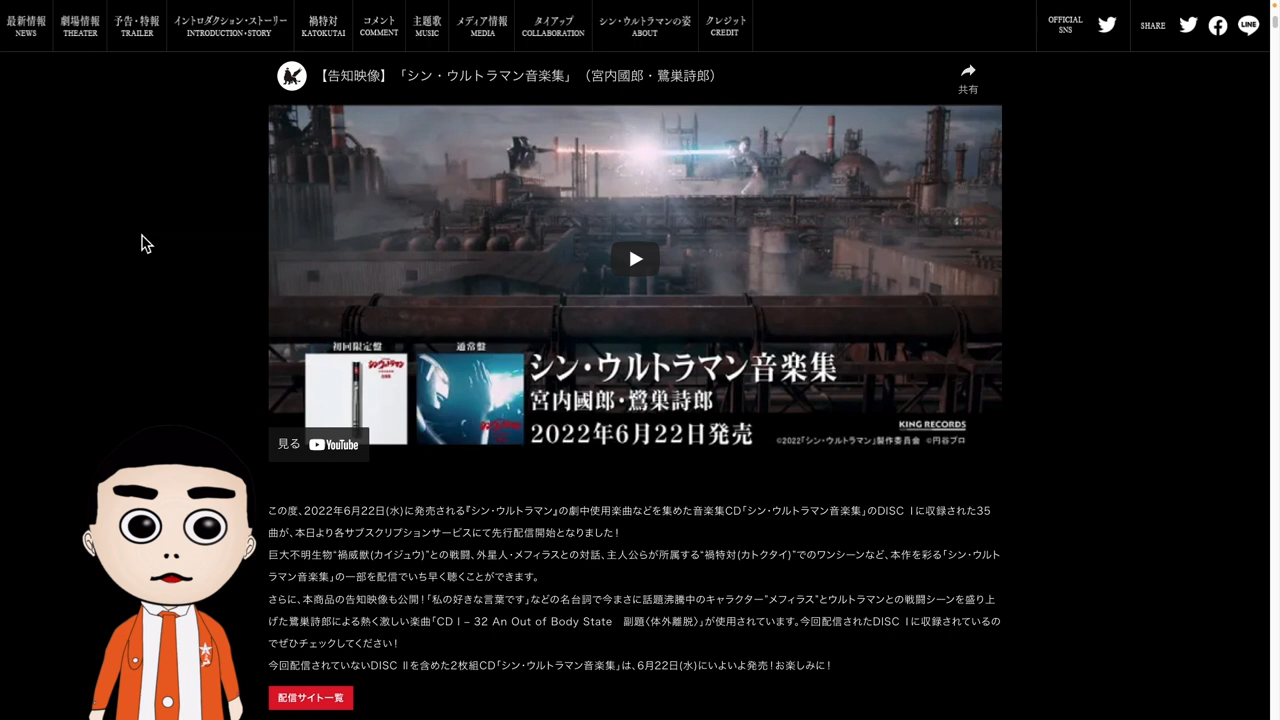 最新情報
NEWS
劇場情報
THEATER
予告・特報
TRAILER
イントロダクション・ストーリー
INTRODUCTION・STORY
禍特対
KATOKUTAI
コメント
COMMENT
主題歌
MUSIC
メディア情報
MEDIA
タイアップ
COLLABORATION
シン・ウルトラマンの姿
ABOUT
クレジット
CREDIT
OFFICIAL
SNS
SHARE
LINE
【告知映像】「シン・ウルトラマン音楽集」（宮内國郎・鷺巣詩郎）
共有
初回限定盤
通常盤
シン・ウルトラマン音楽集
宮内國郎・鷺巣詩郎
2022年6月22日発売
KING RECORDS
©2022「シン・ウルトラマン」製作委員会 ©円谷プロ
見る YouTube
この度、2022年6月22日(水)に発売される『シン・ウルトラマン』の劇中使用楽曲などを集めた音楽集CD「シン・ウルトラマン音楽集」のDISC Ⅰに収録された35
曲が、本日より各サブスクリプションサービスにて先行配信開始となりました！
巨大不明生物“禍威獣(カイジュウ)”との戦闘、外星人・メフィラスとの対話、主人公らが所属する“禍特対(カトクタイ)”でのワンシーンなど、本作を彩る「シン・ウルト
ラマン音楽集」の一部を配信でいち早く聴くことができます。
さらに、本商品の告知映像も公開！「私の好きな言葉です」などの名台詞で今まさに話題沸騰中のキャラクター”メフィラス”とウルトラマンとの戦闘シーンを盛り上
げた鷺巣詩郎による熱く激しい楽曲「CDⅠ– 32 An Out of Body State　副題〈体外離脱〉」が使用されています。今回配信されたDISC Ⅰに収録されているの
でぜひチェックしてください！
今回配信されていないDISC Ⅱを含めた2枚組CD「シン・ウルトラマン音楽集」は、6月22日(水)にいよいよ発売！お楽しみに！
配信サイト一覧